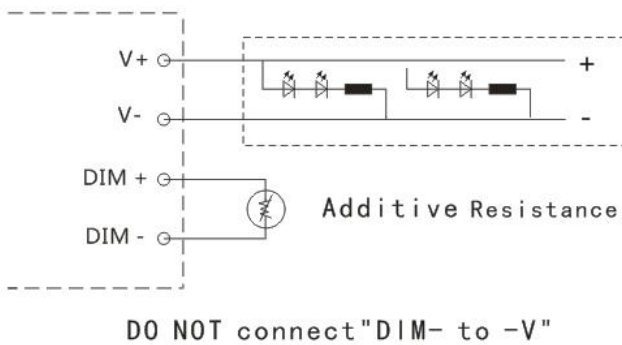 V+
+
V-
-
DIM +
Additive Resistance
DIM -
DO NOT connect"DIM- to -V"